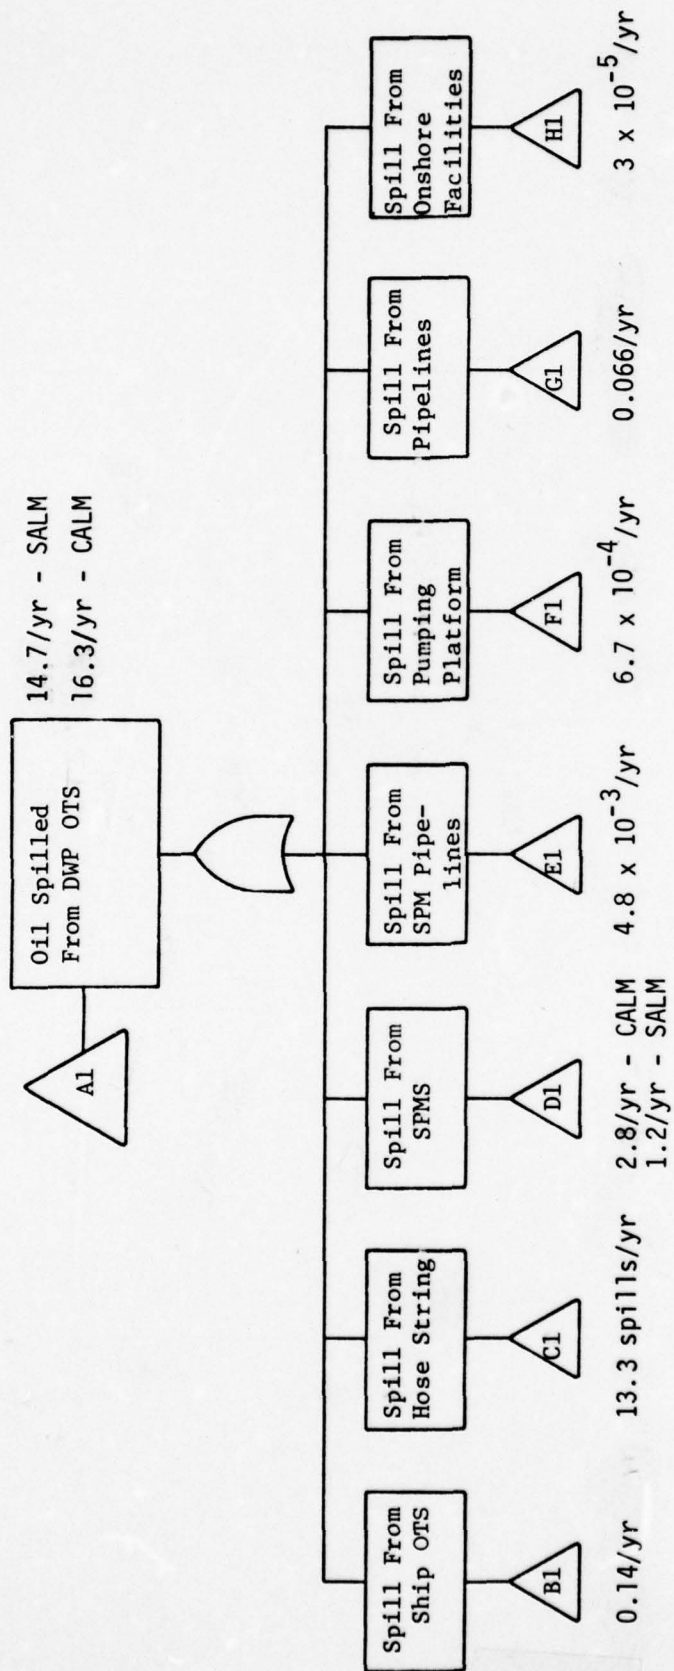 14.7/yr - SALM
16.3/yr - CALM
Oil Spilled
From DWP OTS
A1
Spill From
Ship OTS
B1
0.14/yr
Spill From
Hose String
C1
13.3 spills/yr
Spill From
SPMS
D1
2.8/yr - CALM
1.2/yr - SALM
Spill From
SPM Pipe-
lines
E1
4.8 x 10⁻³/yr
Spill From
Pumping
Platform
F1
6.7 x 10⁻⁴/yr
Spill From
Pipelines
G1
0.066/yr
Spill From
Onshore
Facilities
H1
3 x 10⁻⁵/yr